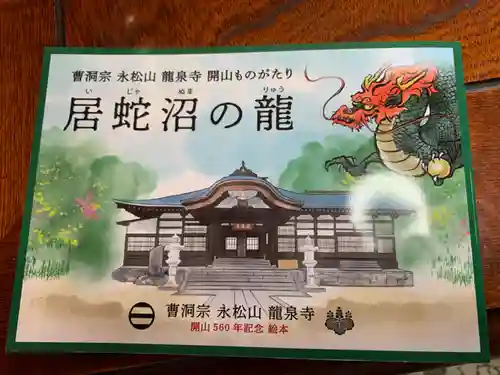 曹洞宗 永松山 龍泉寺 開山ものがたり
い じゃ ぬま りゅう
居蛇沼の龍
曹洞宗 永松山 龍泉寺
開山560年記念 絵本